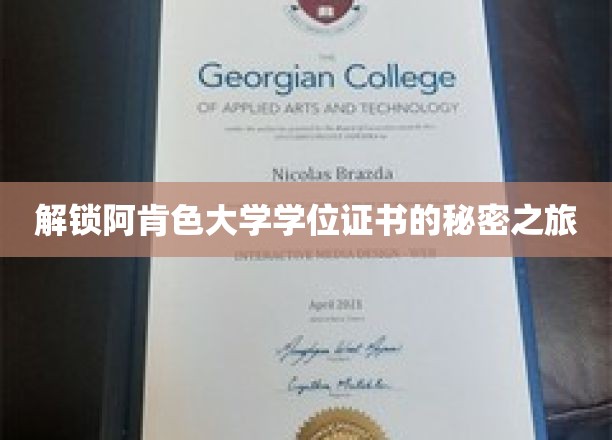 THE
Georgian College
OF APPLIED ARTS AND TECHNOLOGY
Nicolas Brazda
解锁阿肯色大学学位证书的秘密之旅
INTERACTIVE MEDIA DESIGN - WEB
April 2021